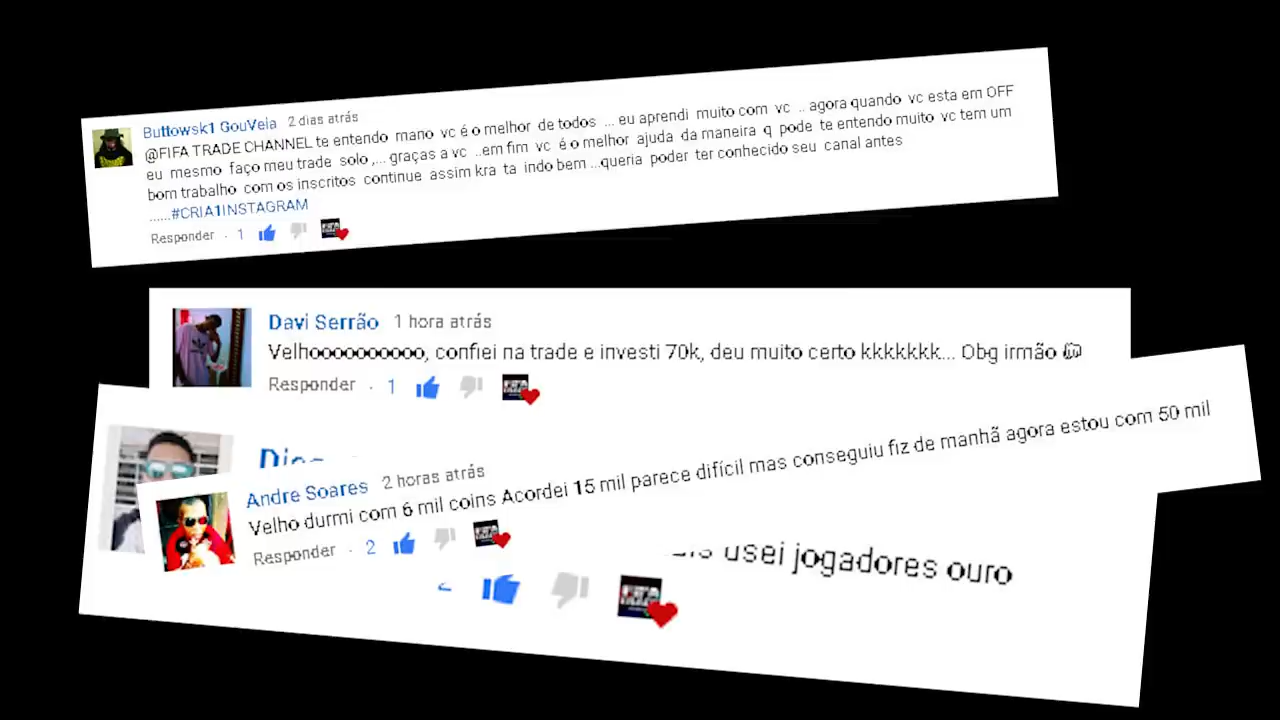 Buttowsk1 GouVeia 2 dias atrás
@FIFA TRADE CHANNEL te entendo mano vc é o melhor de todos ... eu aprendi muito com vc .. agora quando vc esta em OFF
eu mesmo faço meu trade solo ,... graças a vc ..em fim vc é o melhor ajuda da maneira q pode te entendo muito vc tem um
bom trabalho com os inscritos continue assim kra ta indo bem ...queria poder ter conhecido seu canal antes
......#CRIA1INSTAGRAM
Responder · 1
Davi Serrão 1 hora atrás
Velhooooooooooo, confiei na trade e investi 70k, deu muito certo kkkkkkk... Obg irmão
Responder · 1
Andre Soares 2 horas atrás
Velho durmi com 6 mil coins Acordei 15 mil parece difícil mas conseguiu fiz de manhã agora estou com 50 mil
Responder · 2
usei jogadores ouro